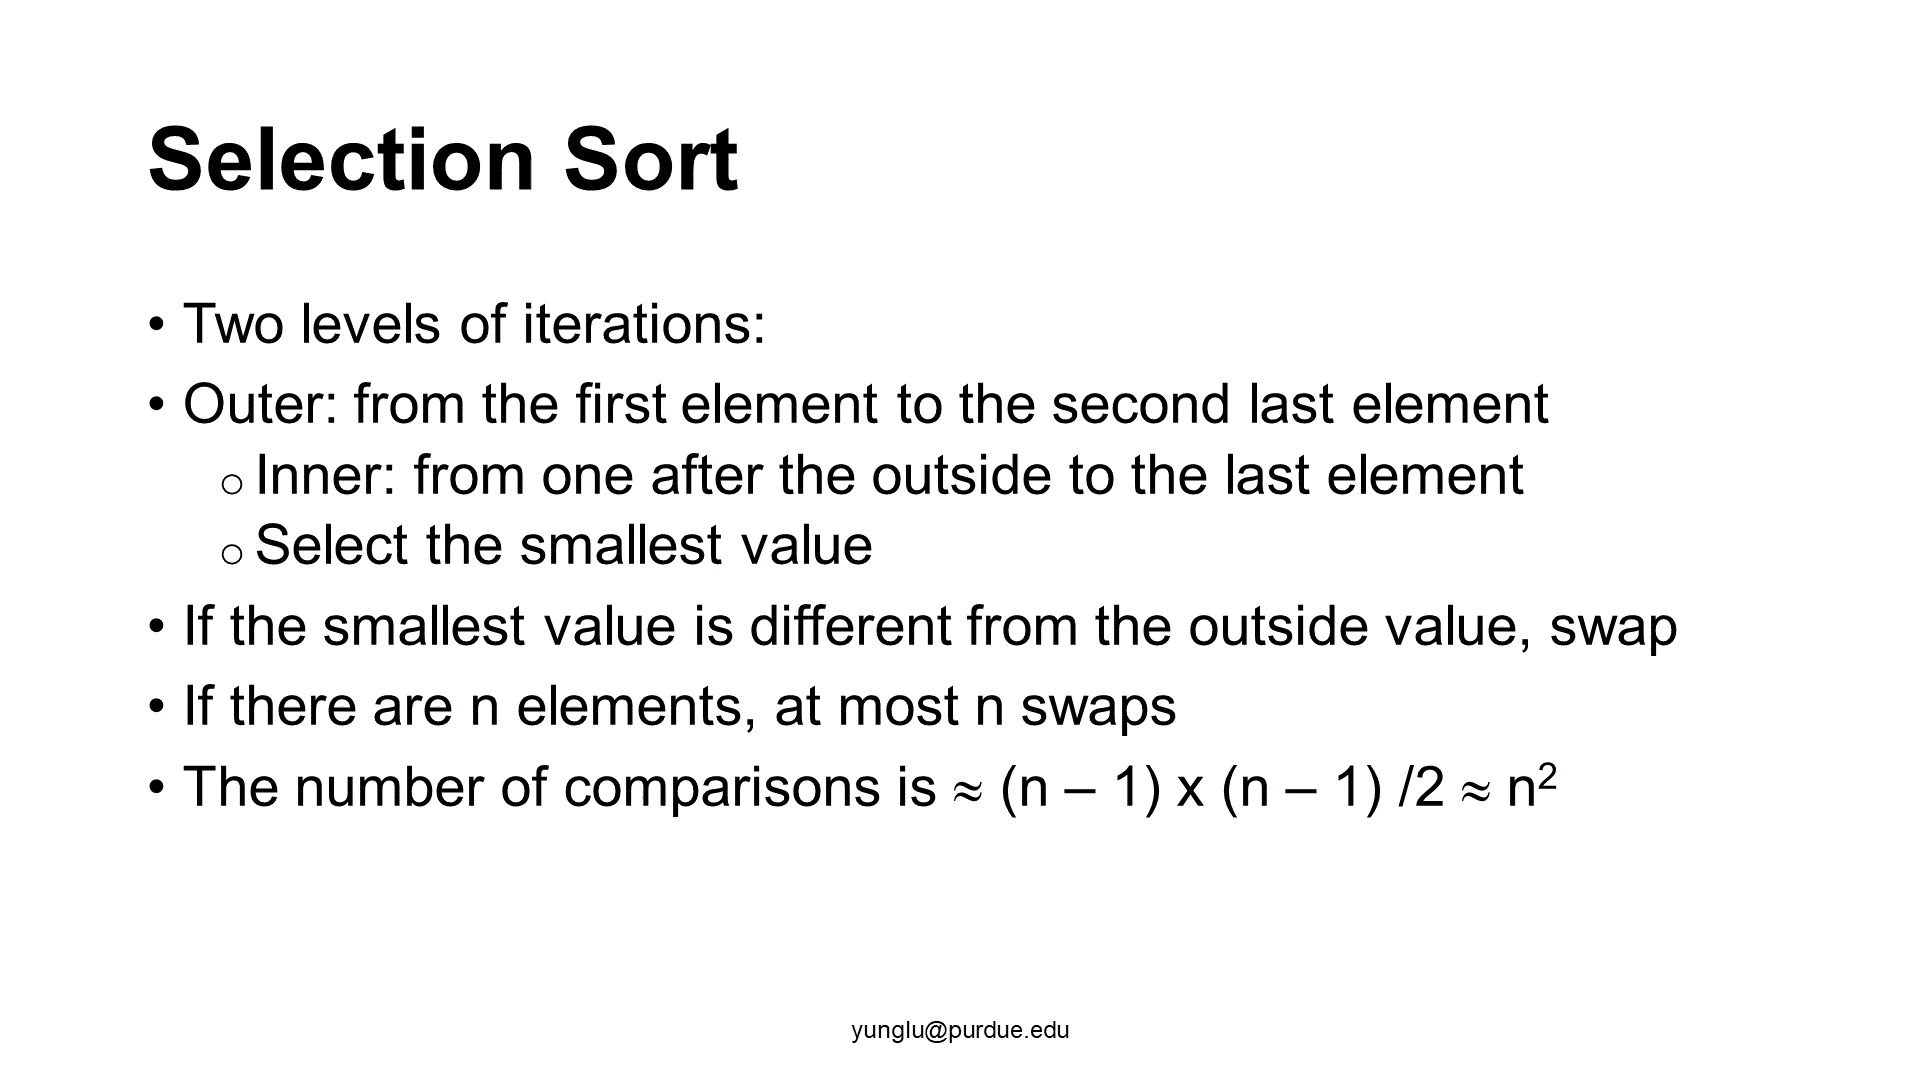 Selection Sort
• Two levels of iterations:
• Outer: from the first element to the second last element
o Inner: from one after the outside to the last element
o Select the smallest value
• If the smallest value is different from the outside value, swap
• If there are n elements, at most n swaps
• The number of comparisons is ≈ (n – 1) x (n – 1) /2 ≈ n²
yunglu@purdue.edu